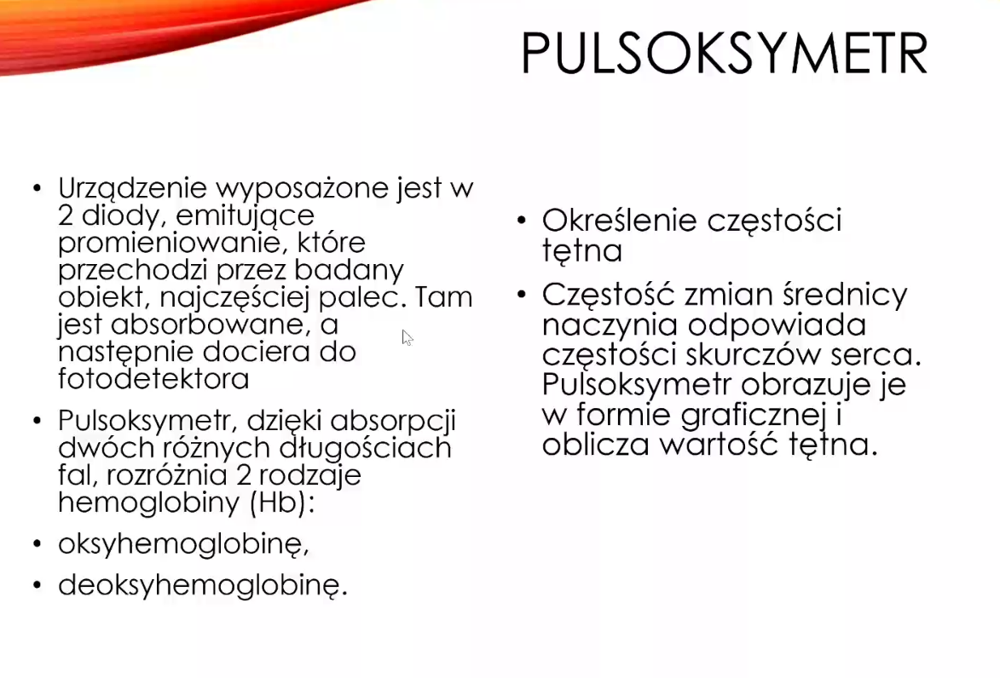 PULSOKSYMETR
• Urządzenie wyposażone jest w
2 diody, emitujące
promieniowanie, które
przechodzi przez badany
obiekt, najczęściej palec. Tam
jest absorbowane, a
następnie dociera do
fotodetektora
• Pulsoksymetr, dzięki absorpcji
dwóch różnych długościach
fal, rozróżnia 2 rodzaje
hemoglobiny (Hb):
• oksyhemoglobinę,
• deoksyhemoglobinę.
• Określenie częstości
tętna
• Częstość zmian średnicy
naczynia odpowiada
częstości skurczów serca.
Pulsoksymetr obrazuje je
w formie graficznej i
oblicza wartość tętna.